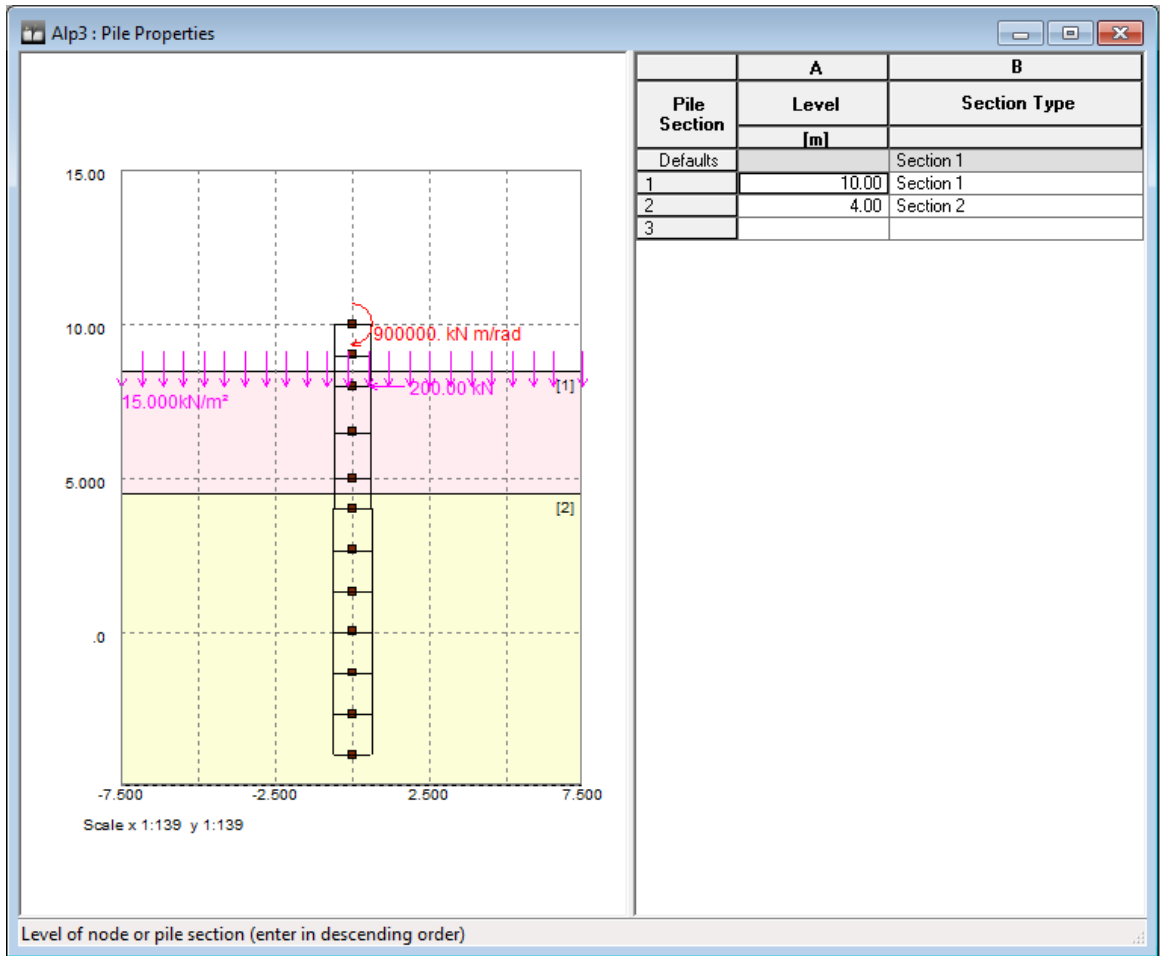 Alp3 : Pile Properties
A B
Pile Section Level Section Type
[m]
Defaults Section 1
1 10.00 Section 1
2 4.00 Section 2
3
15.00
10.00
900000. kN m/rad
200.00 kN
[1]
15.000kN/m²
5.000
[2]
.0
-7.500 -2.500 2.500 7.500
Scale x 1:139 y 1:139
Level of node or pile section (enter in descending order)